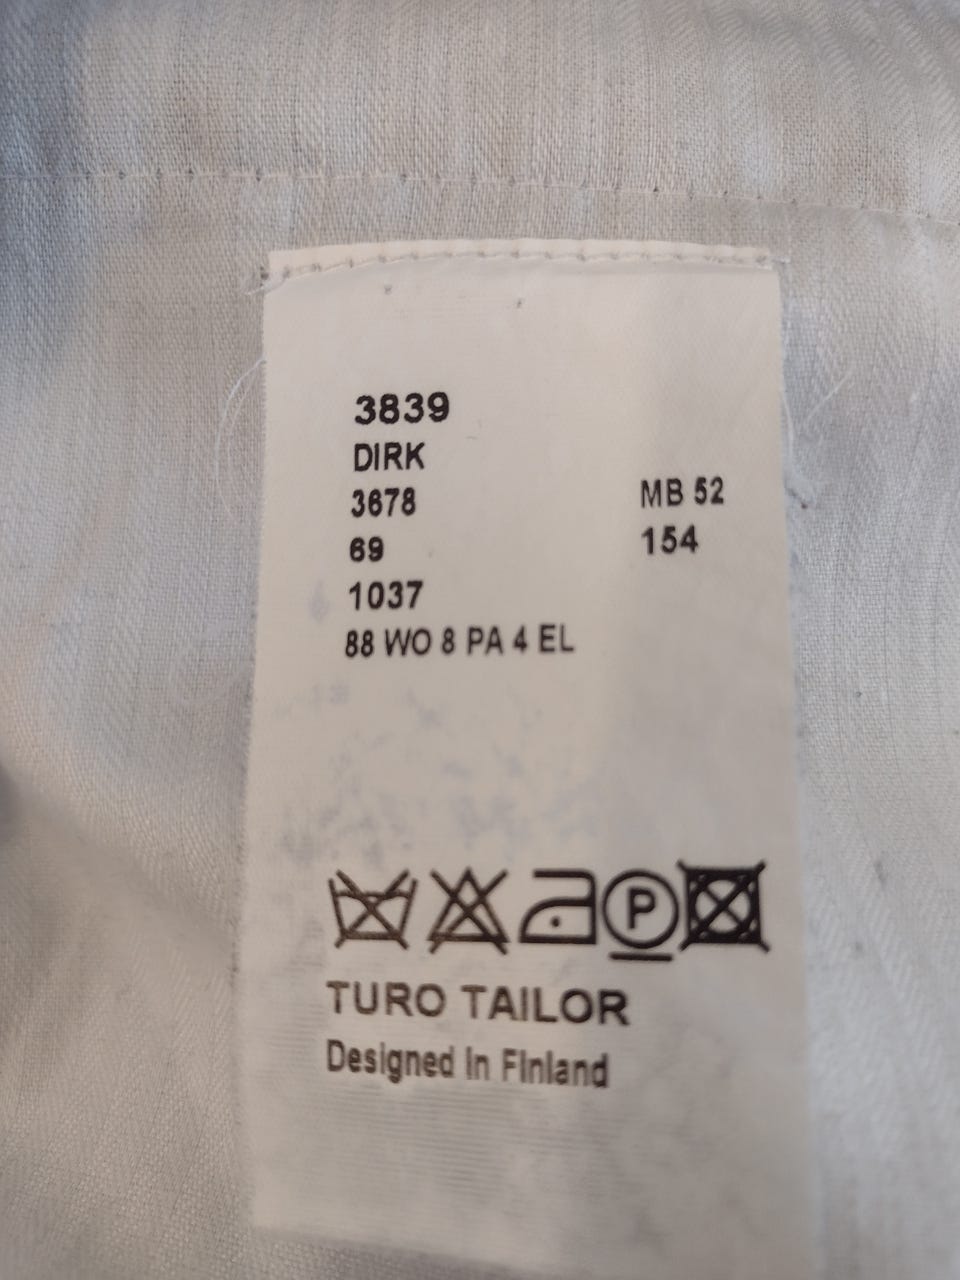 3839
DIRK
3678 MB 52
69 154
1037
88 WO 8 PA 4 EL
P
TURO TAILOR
Designed in Finland